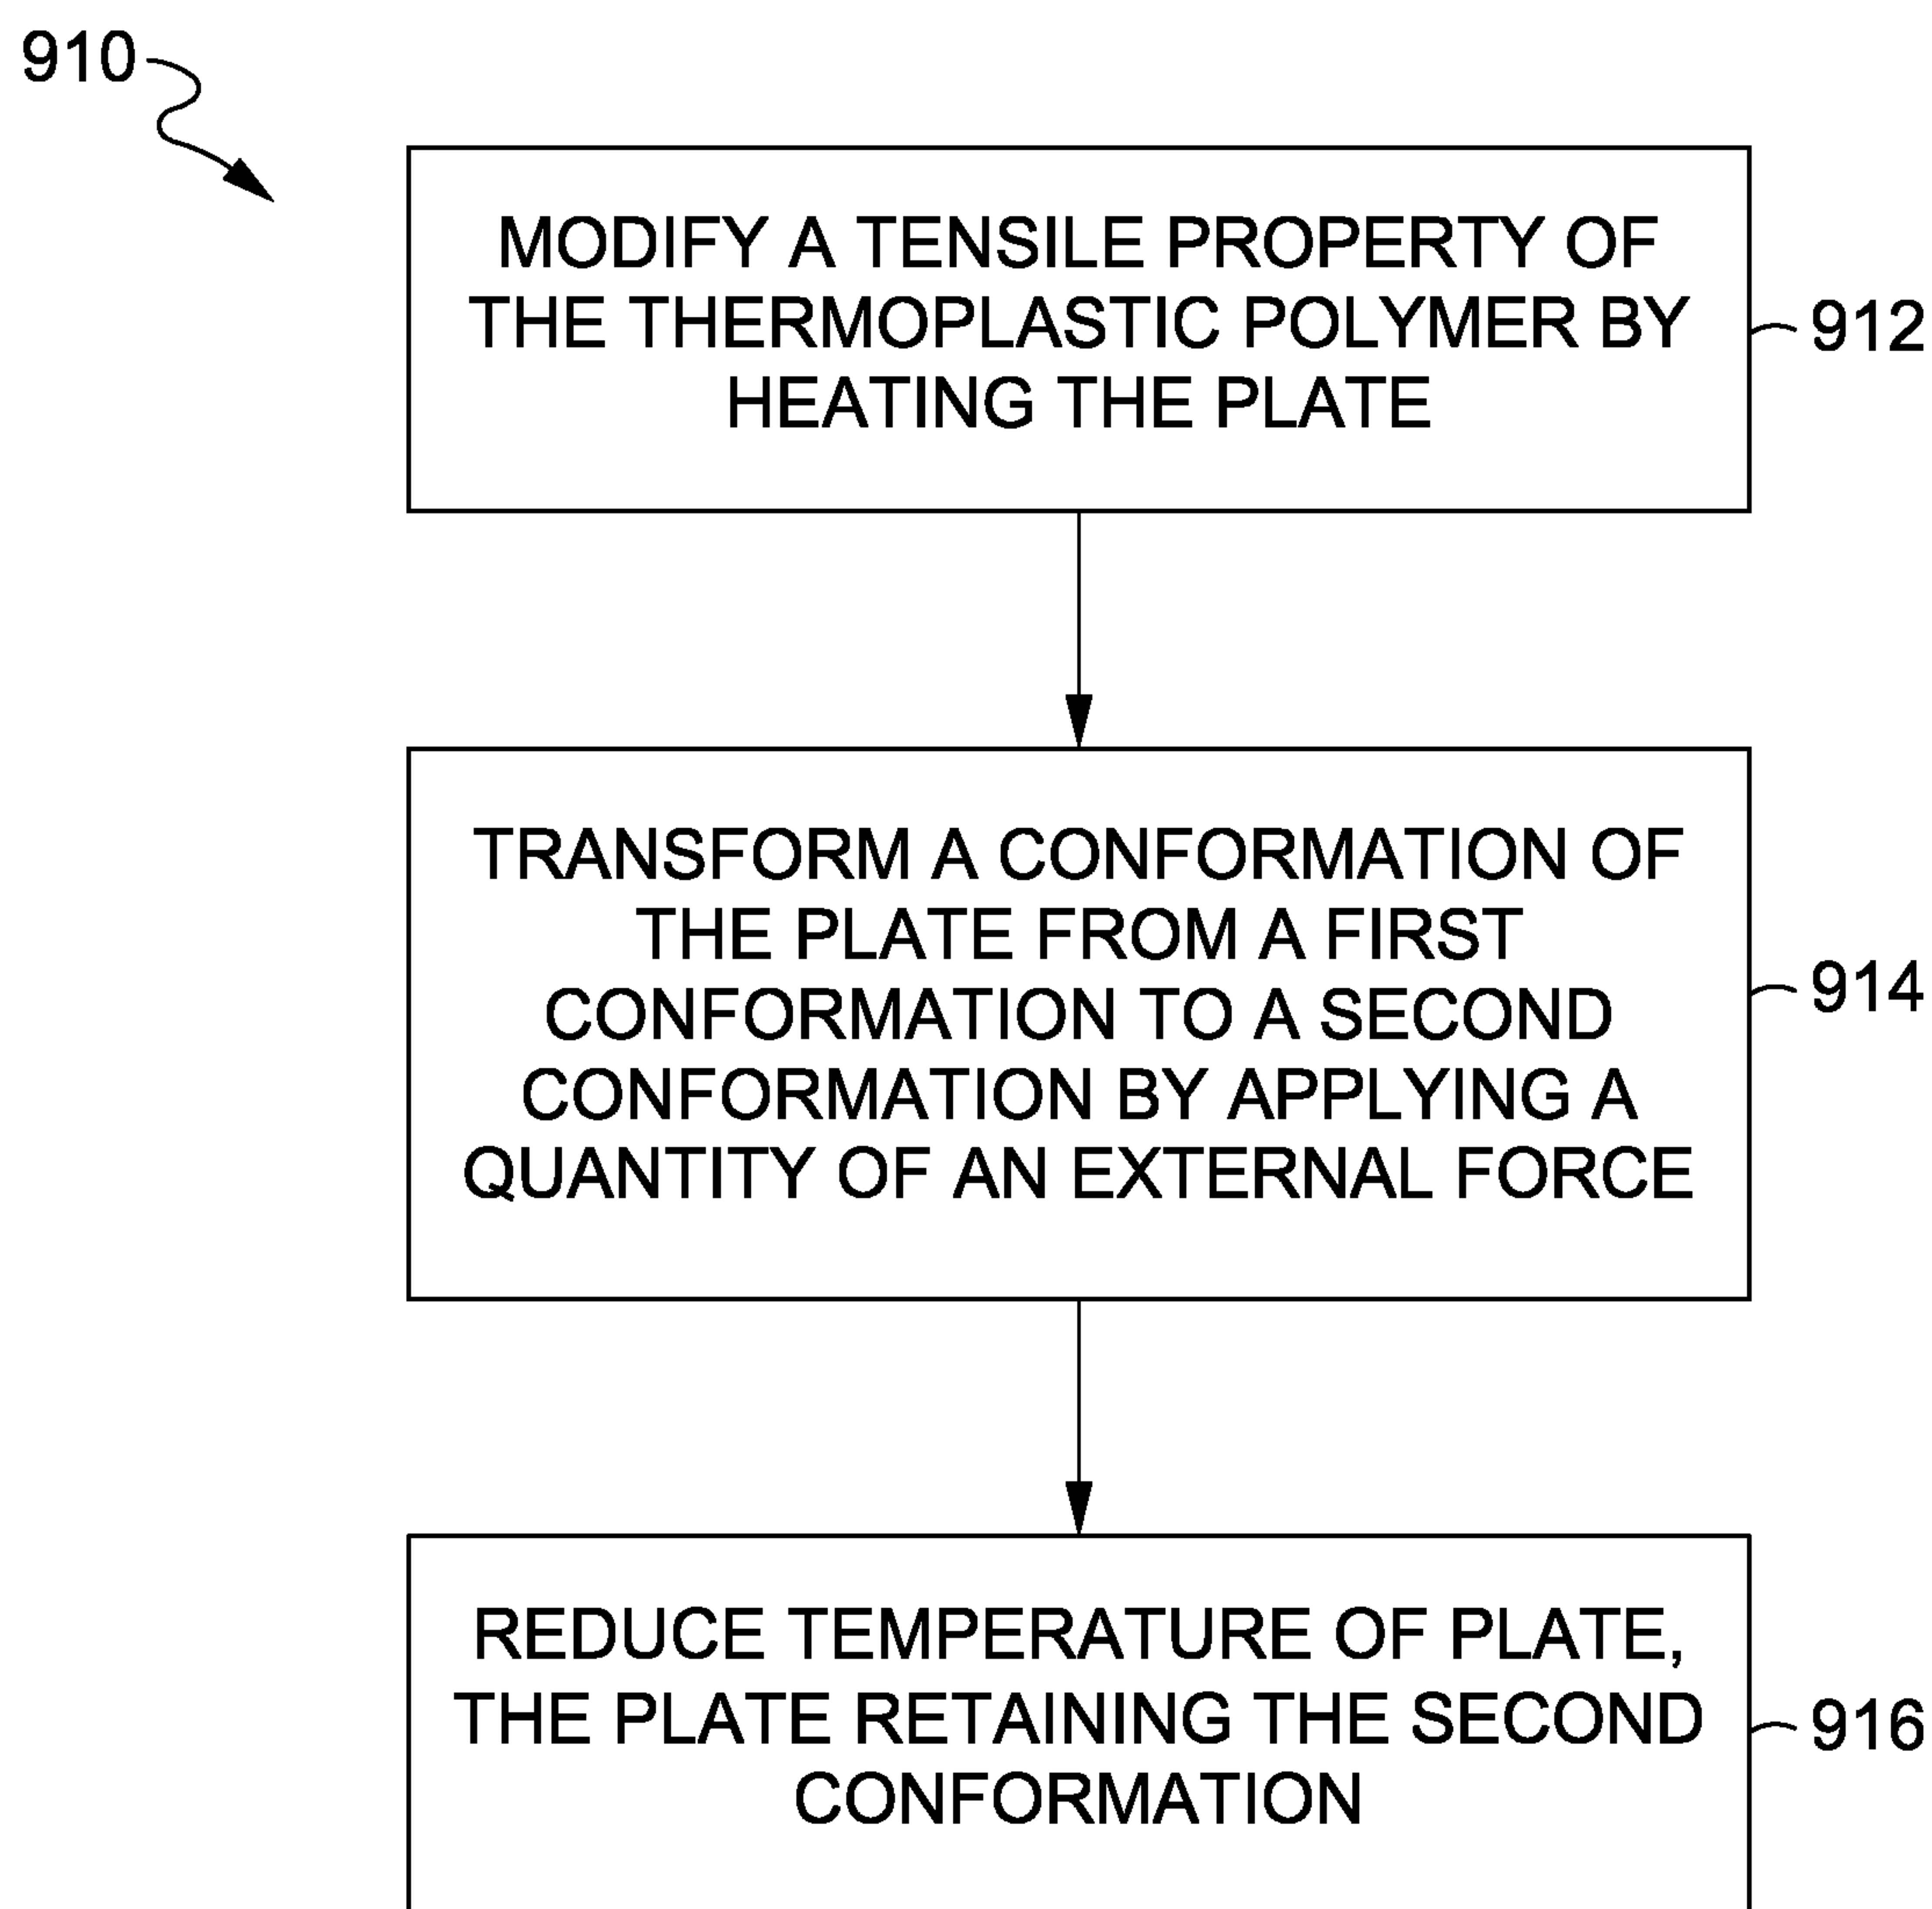 910
MODIFY A TENSILE PROPERTY OF
THE THERMOPLASTIC POLYMER BY
HEATING THE PLATE
912
TRANSFORM A CONFORMATION OF
THE PLATE FROM A FIRST
CONFORMATION TO A SECOND
CONFORMATION BY APPLYING A
QUANTITY OF AN EXTERNAL FORCE
914
REDUCE TEMPERATURE OF PLATE,
THE PLATE RETAINING THE SECOND
CONFORMATION
916